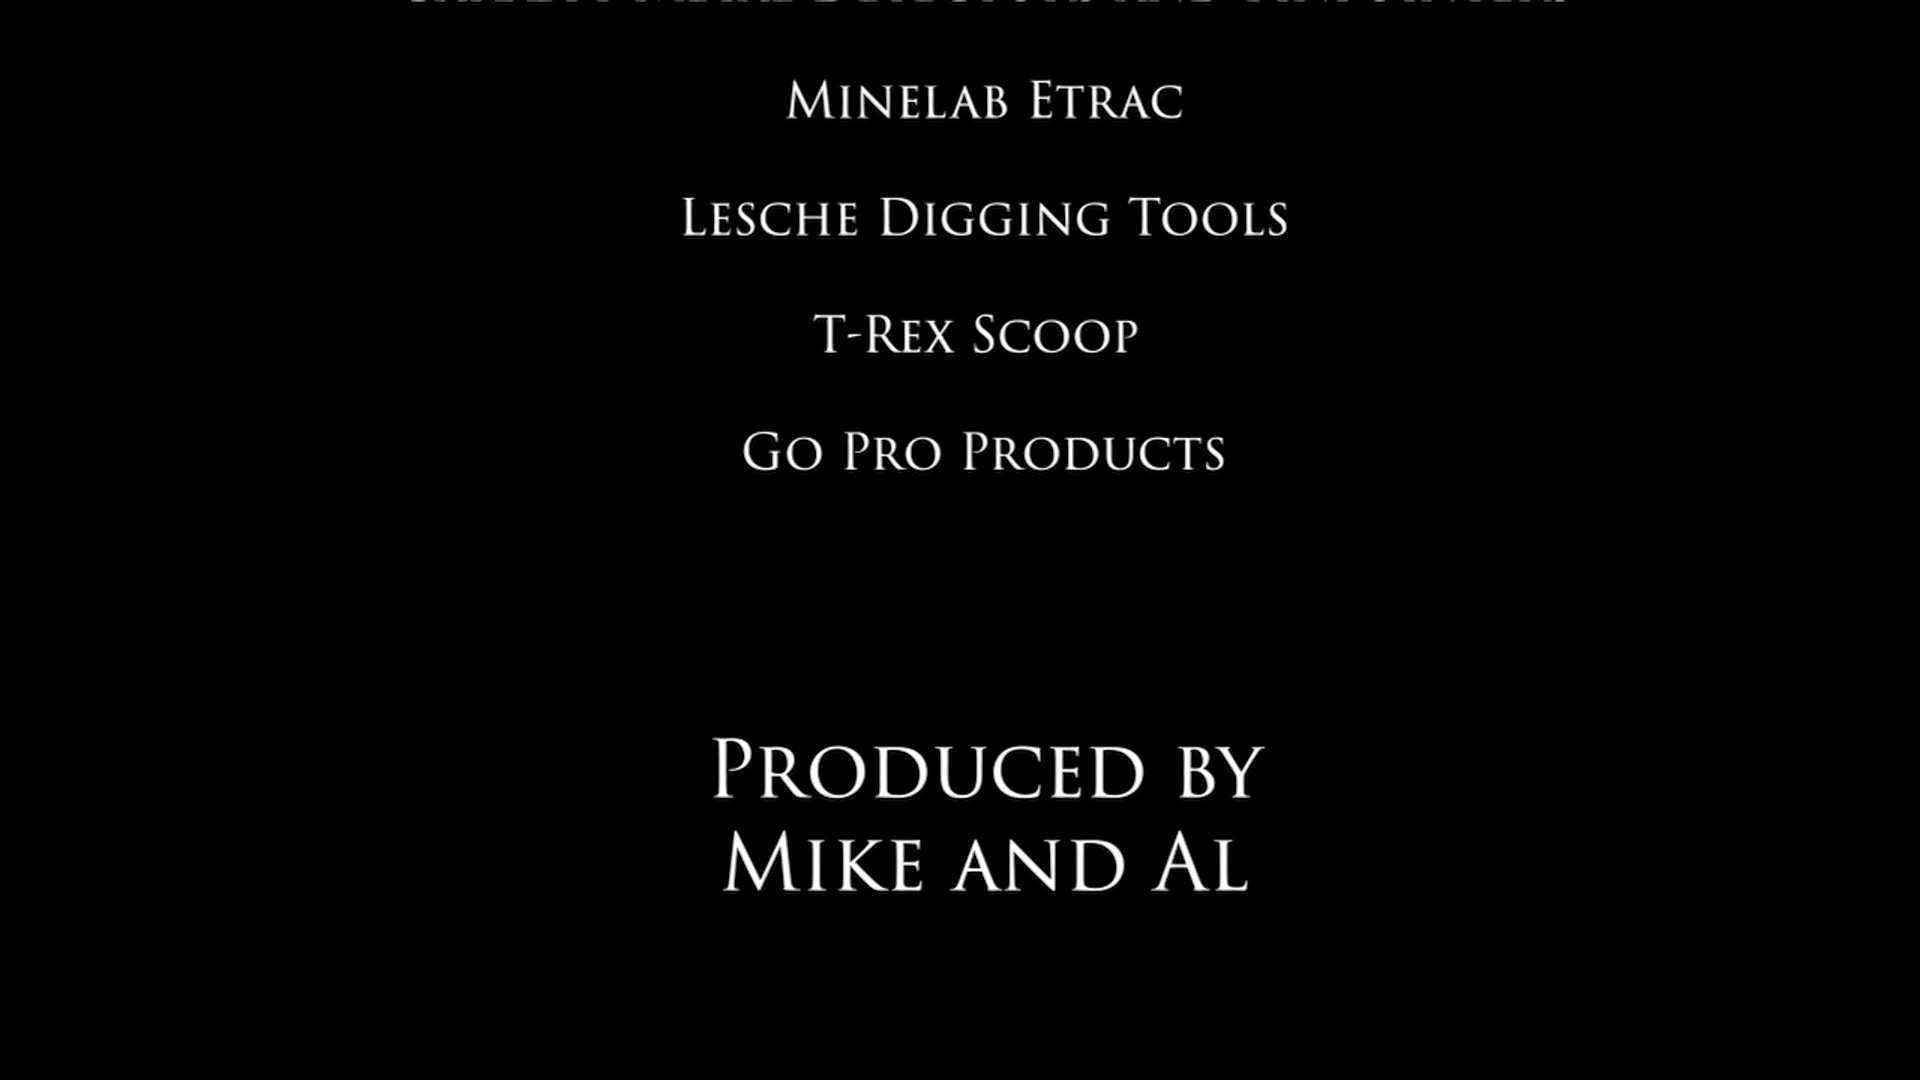 Minelab Etrac
Lesche Digging Tools
T-Rex Scoop
Go Pro Products
Produced by
Mike and Al